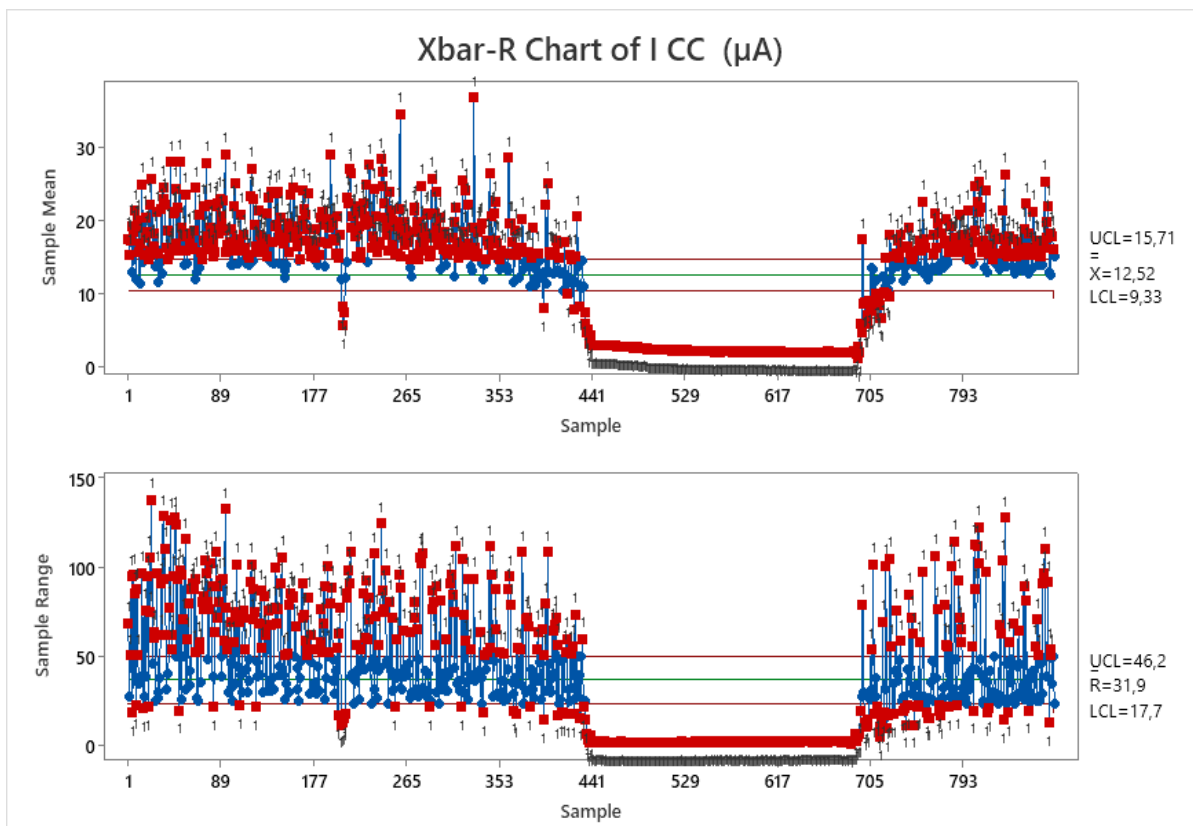 Xbar-R Chart of I CC (µA)
Sample Mean
30
20
10
0
1 89 177 265 353 441 529 617 705 793
Sample
UCL=15,71
X=12,52
LCL=9,33
Sample Range
150
100
50
0
1 89 177 265 353 441 529 617 705 793
Sample
UCL=46,2
R=31,9
LCL=17,7